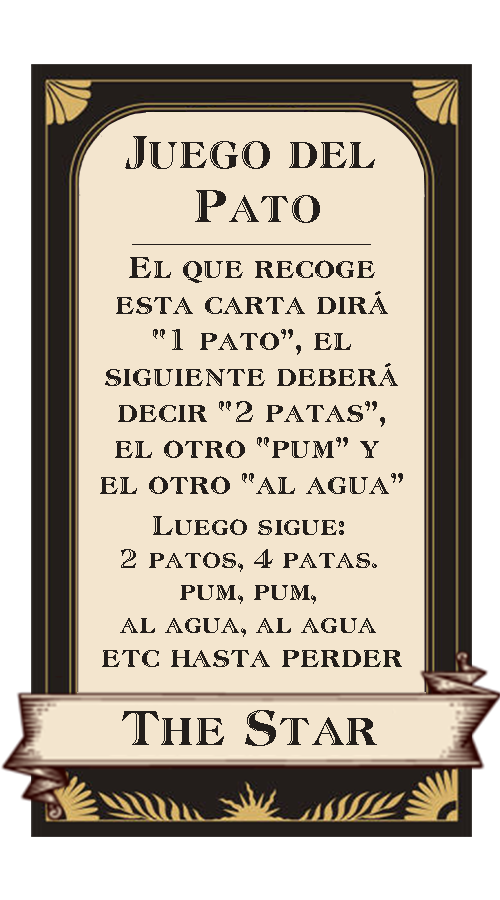 Juego del
Pato
El que recoge
esta carta dirá
"1 pato", el
siguiente deberá
decir "2 patas",
el otro "pum" y
el otro "al agua"
Luego sigue:
2 patos, 4 patas.
pum, pum,
al agua, al agua
etc hasta perder
The Star